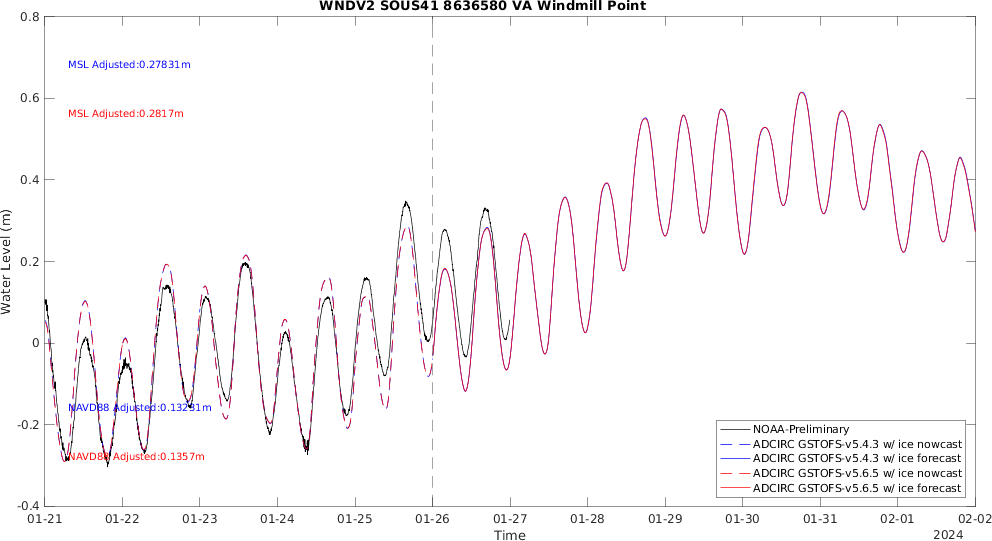 WNDV2 SOUS41 8636580 VA Windmill Point
0.8
0.6
0.4
0.2
0
-0.2
-0.4
Water Level (m)
MSL Adjusted:0.27831m
MSL Adjusted:0.2817m
NAVD88 Adjusted:0.13231m
NAVD88 Adjusted:0.1357m
NOAA-Preliminary
ADCIRC GSTOFS-v5.4.3 w/ ice nowcast
ADCIRC GSTOFS-v5.4.3 w/ ice forecast
ADCIRC GSTOFS-v5.6.5 w/ ice nowcast
ADCIRC GSTOFS-v5.6.5 w/ ice forecast
01-21 01-22 01-23 01-24 01-25 01-26 01-27 01-28 01-29 01-30 01-31 02-01 02-02
Time
2024